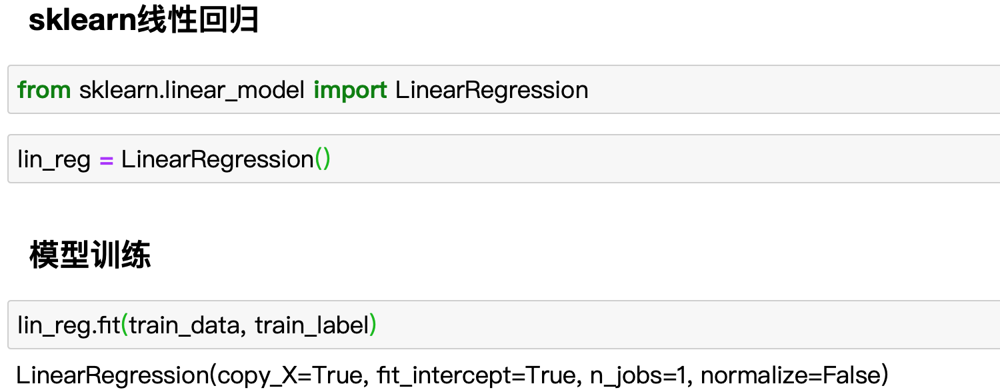 sklearn线性回归
from sklearn.linear_model import LinearRegression
lin_reg = LinearRegression()
模型训练
lin_reg.fit(train_data, train_label)
LinearRegression(copy_X=True, fit_intercept=True, n_jobs=1, normalize=False)